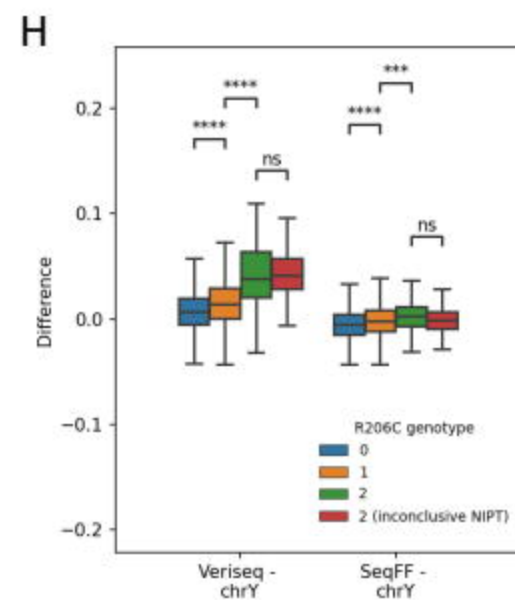 H
0.2
0.1
0.0
−0.1
−0.2
Difference
****
****
ns
****
***
ns
R206C genotype
0
1
2
2 (inconclusive NIPT)
Veriseq -
chrY
SeqFF -
chrY